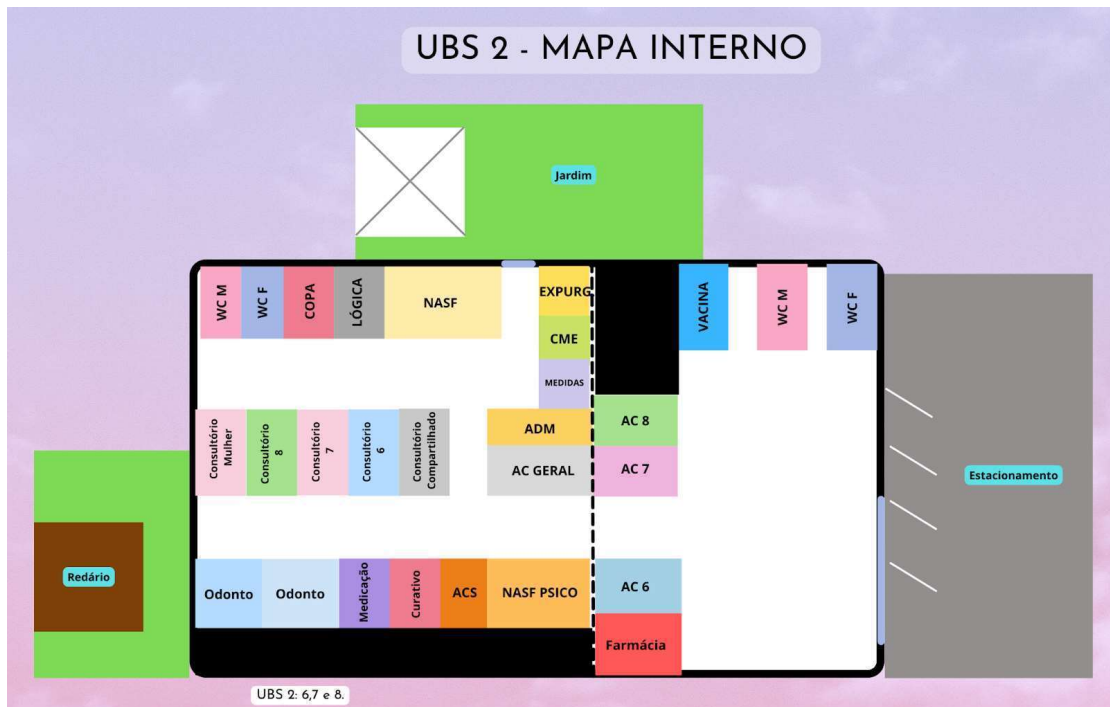 UBS 2 - MAPA INTERNO
Jardim
WC M
WC F
COPA
LÓGICA
NASF
EXPURG
CME
MEDIDAS
VACINA
WC M
WC F
Consultório
Mulher
Consultório
8
Consultório
7
Consultório
6
Consultório
Compartilhado
ADM
AC GERAL
AC 8
AC 7
Estacionamento
Redário
Odonto
Odonto
Medicação
Curativo
ACS
NASF PSICO
AC 6
Farmácia
UBS 2: 6,7 e 8.